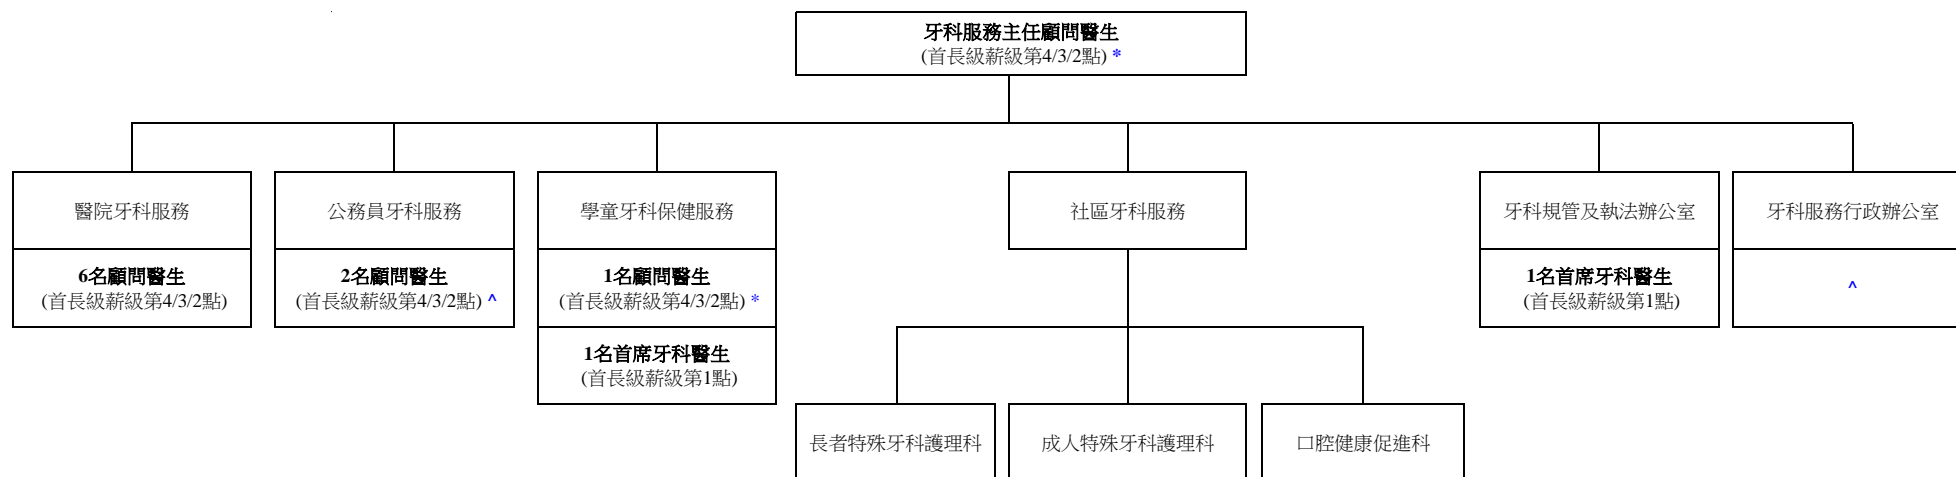 牙科服務主任顧問醫生
(首長級薪級第4/3/2點) *
醫院牙科服務
6名顧問醫生
(首長級薪級第4/3/2點)
公務員牙科服務
2名顧問醫生
(首長級薪級第4/3/2點) ^
學童牙科保健服務
1名顧問醫生
(首長級薪級第4/3/2點) *
1名首席牙科醫生
(首長級薪級第1點)
社區牙科服務
長者特殊牙科護理科
成人特殊牙科護理科
口腔健康促進科
牙科規管及執法辦公室
1名首席牙科醫生
(首長級薪級第1點)
牙科服務行政辦公室
^